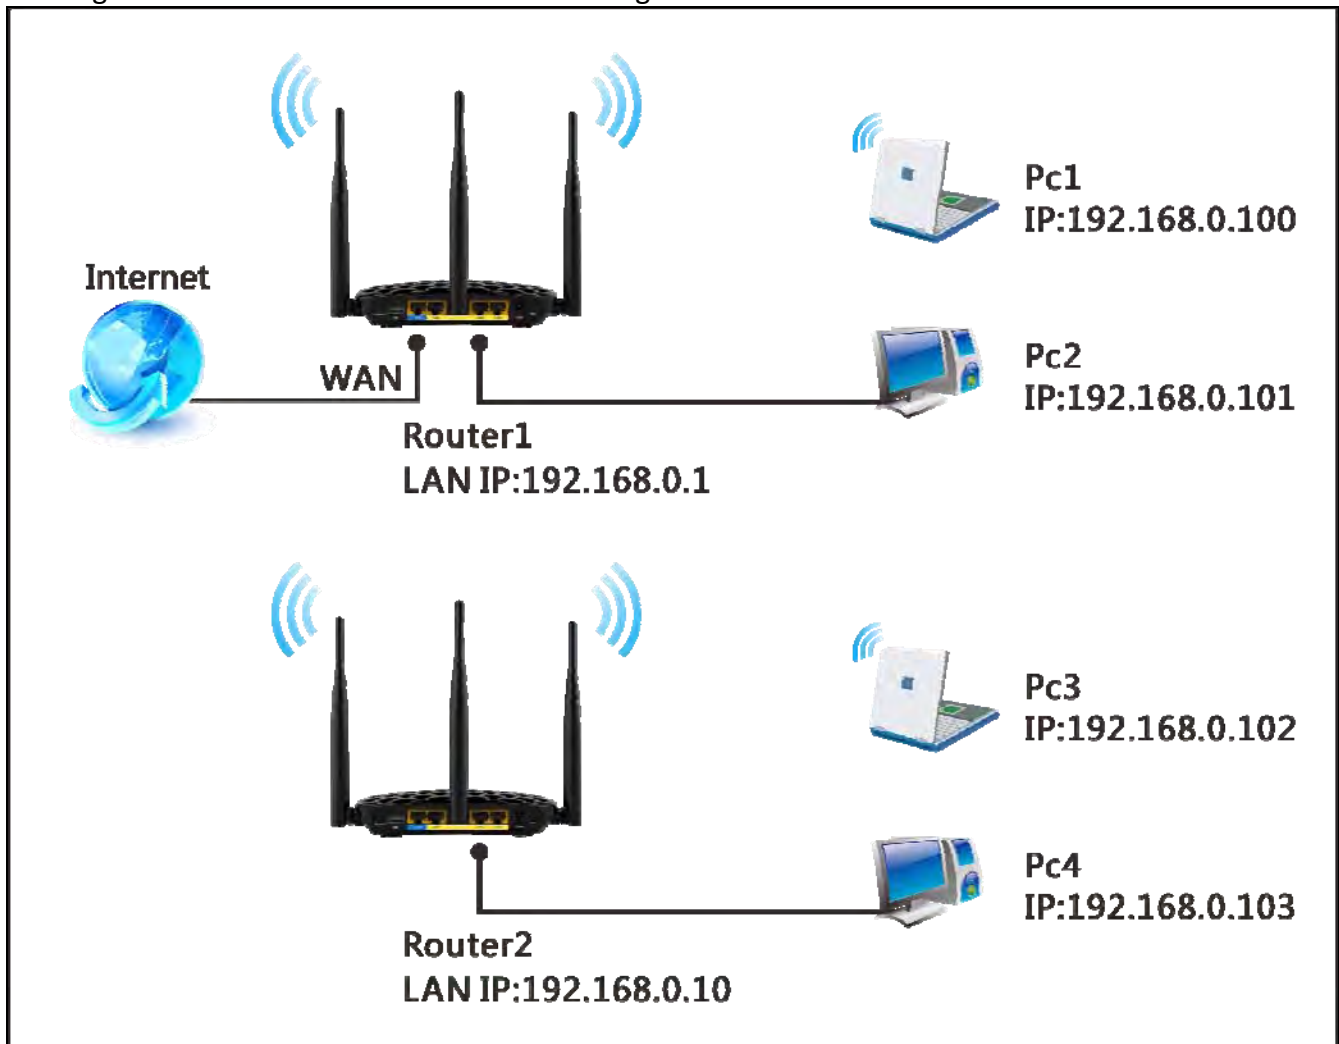 Internet
WAN
Router1
LAN IP:192.168.0.1
Pc1
IP:192.168.0.100
Pc2
IP:192.168.0.101
Router2
LAN IP:192.168.0.10
Pc3
IP:192.168.0.102
Pc4
IP:192.168.0.103